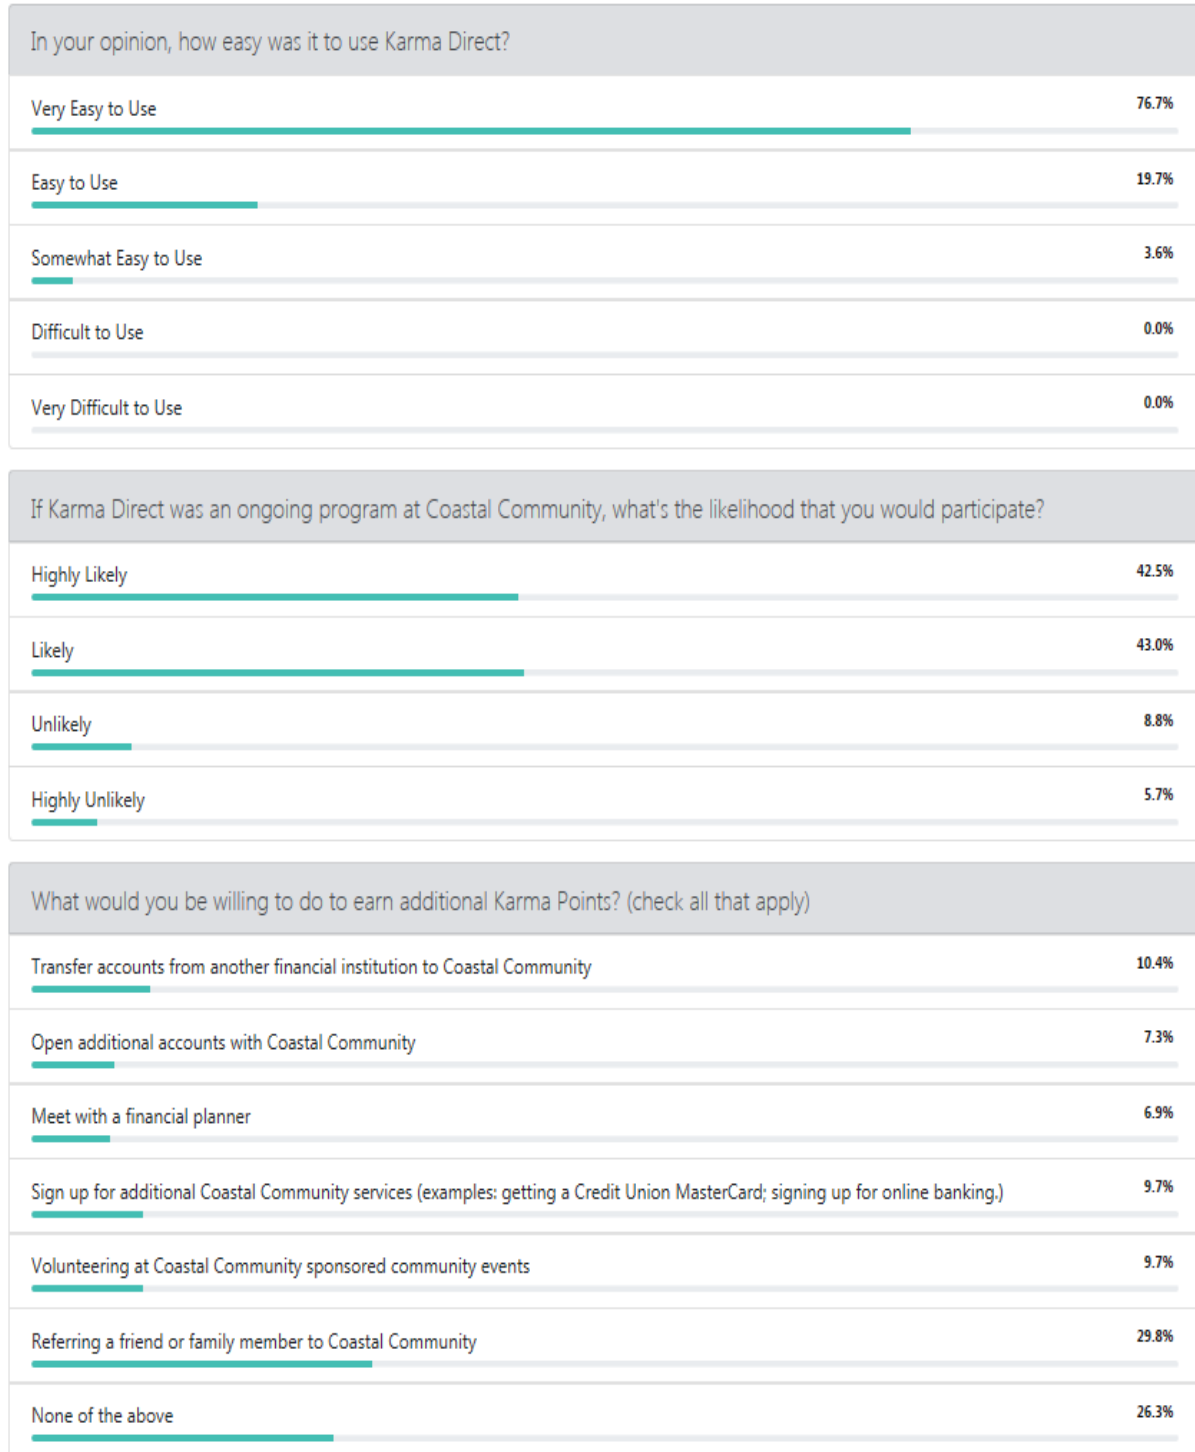 In your opinion, how easy was it to use Karma Direct?
Very Easy to Use 76.7%
Easy to Use 19.7%
Somewhat Easy to Use 3.6%
Difficult to Use 0.0%
Very Difficult to Use 0.0%
If Karma Direct was an ongoing program at Coastal Community, what's the likelihood that you would participate?
Highly Likely 42.5%
Likely 43.0%
Unlikely 8.8%
Highly Unlikely 5.7%
What would you be willing to do to earn additional Karma Points? (check all that apply)
Transfer accounts from another financial institution to Coastal Community 10.4%
Open additional accounts with Coastal Community 7.3%
Meet with a financial planner 6.9%
Sign up for additional Coastal Community services (examples: getting a Credit Union MasterCard; signing up for online banking.) 9.7%
Volunteering at Coastal Community sponsored community events 9.7%
Referring a friend or family member to Coastal Community 29.8%
None of the above 26.3%